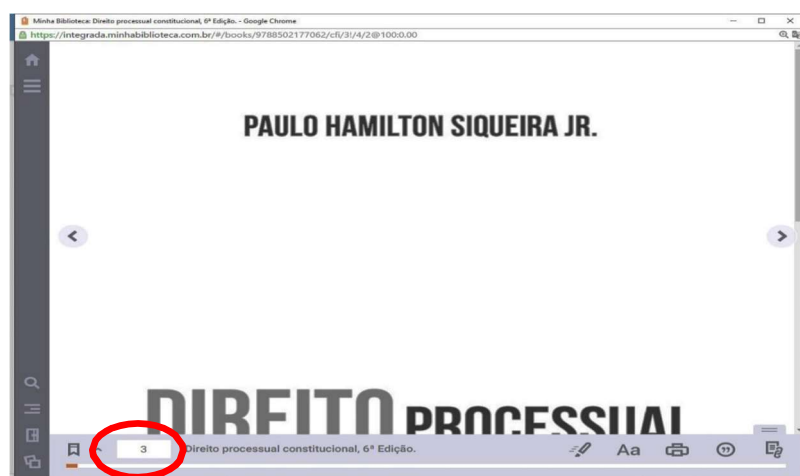 Minha Biblioteca: Direito processual constitucional, 6ª Edição. - Google Chrome
https://integrada.minhabiblioteca.com.br/#/books/9788502177062/cfi/3!/4/2@100:0.00
PAULO HAMILTON SIQUEIRA JR.
DIREITO PROCESSUAL
3 Direito processual constitucional, 6ª Edição. Aa